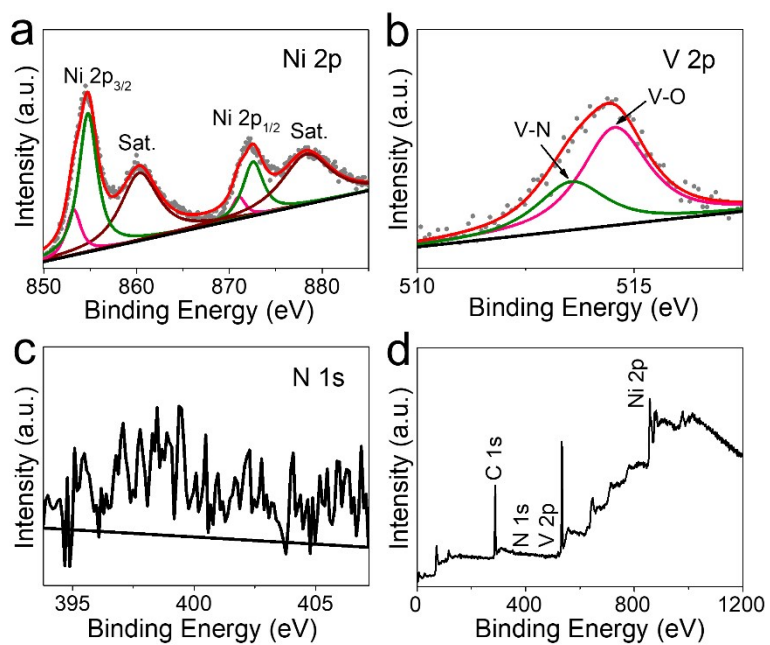 a
Ni 2p
Ni 2p3/2
Sat.
Ni 2p1/2
Sat.
Intensity (a.u.)
850 860 870 880
Binding Energy (eV)
b
V 2p
V-O
V-N
Intensity (a.u.)
510 515
Binding Energy (eV)
c
N 1s
Intensity (a.u.)
395 400 405
Binding Energy (eV)
d
Ni 2p
C 1s
N 1s
V 2p
Intensity (a.u.)
0 400 800 1200
Binding Energy (eV)